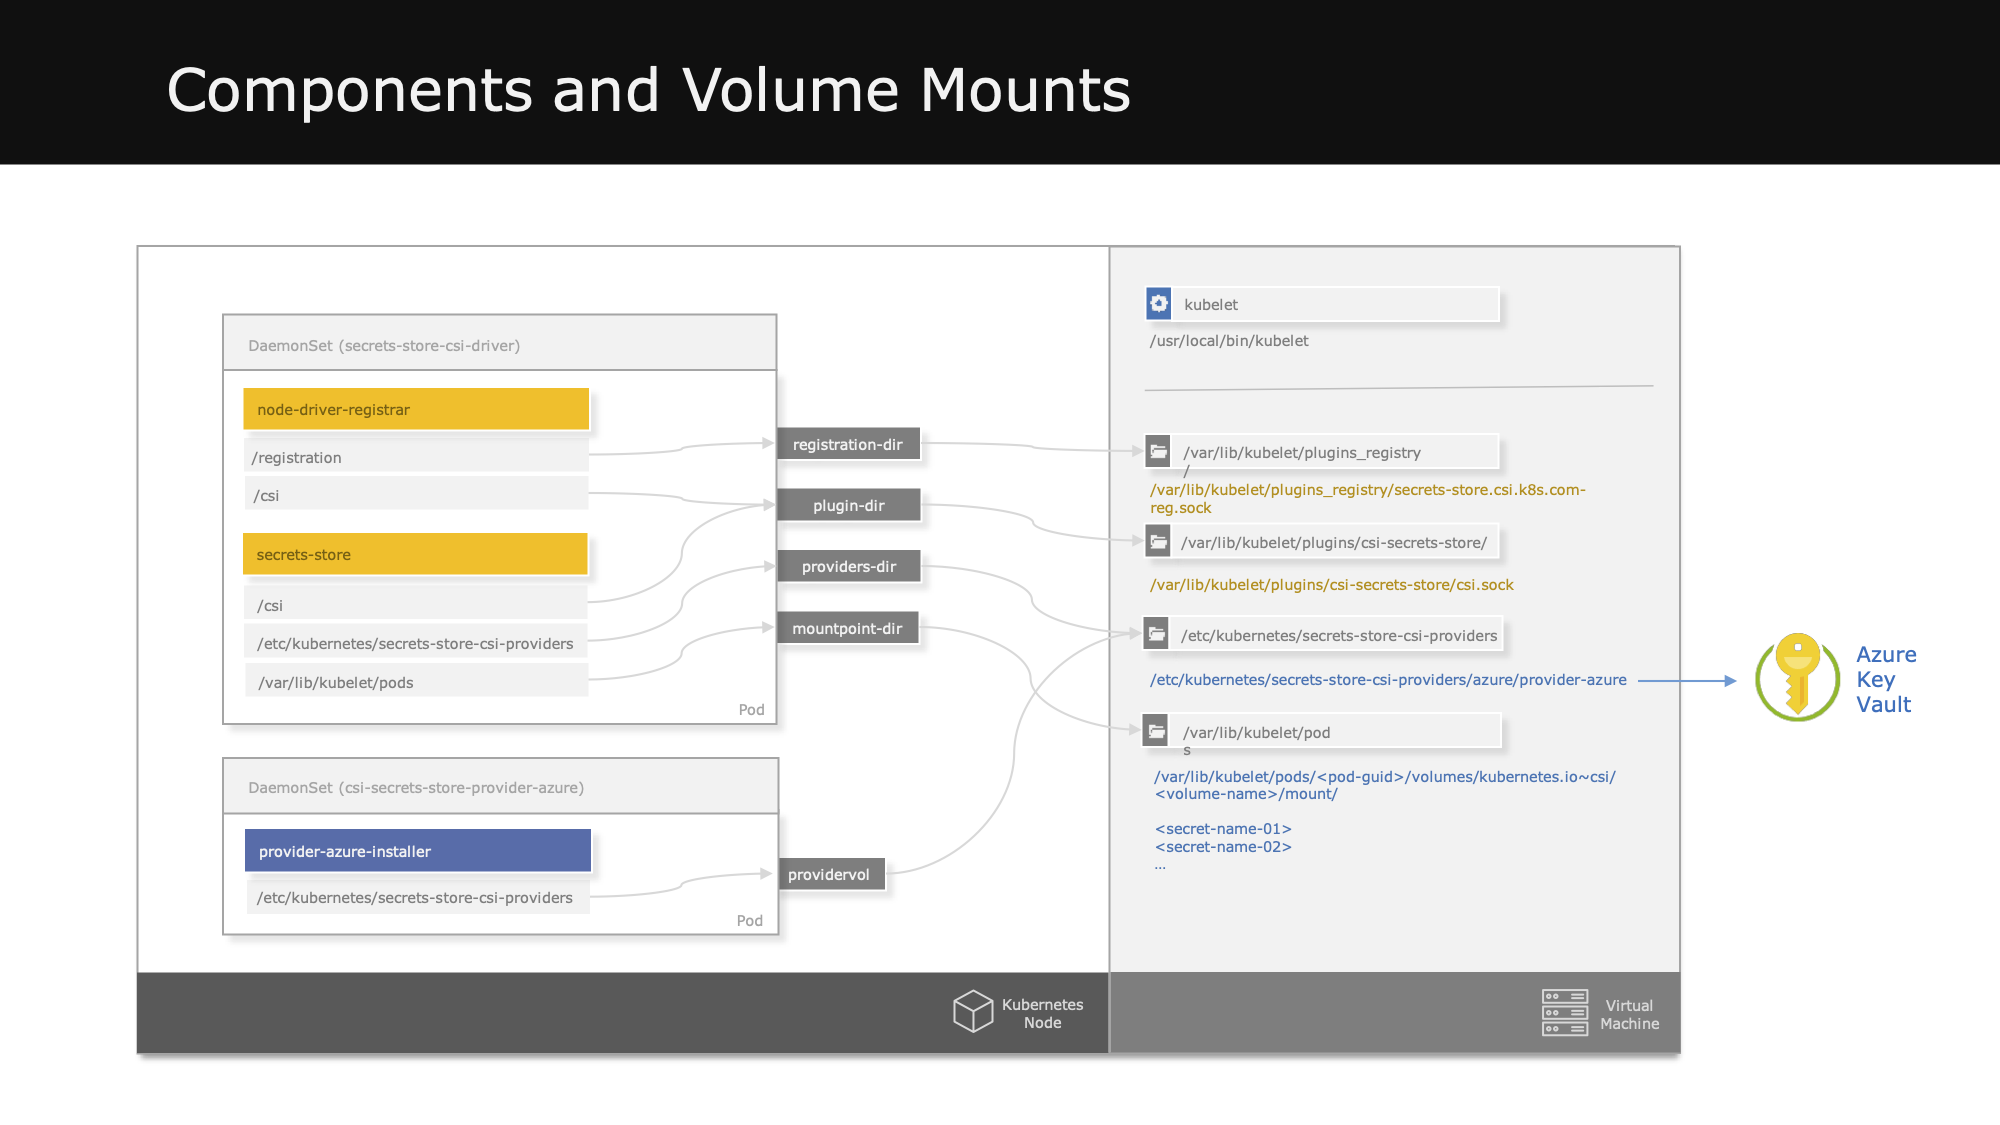 Components and Volume Mounts
DaemonSet (secrets-store-csi-driver)
node-driver-registrar
/registration
/csi
secrets-store
/csi
/etc/kubernetes/secrets-store-csi-providers
/var/lib/kubelet/pods
Pod
registration-dir
plugin-dir
providers-dir
mountpoint-dir
DaemonSet (csi-secrets-store-provider-azure)
provider-azure-installer
/etc/kubernetes/secrets-store-csi-providers
Pod
providervol
Kubernetes
Node
kubelet
/usr/local/bin/kubelet
/var/lib/kubelet/plugins_registry
/
/var/lib/kubelet/plugins_registry/secrets-store.csi.k8s.com-
reg.sock
/var/lib/kubelet/plugins/csi-secrets-store/
/var/lib/kubelet/plugins/csi-secrets-store/csi.sock
/etc/kubernetes/secrets-store-csi-providers
/etc/kubernetes/secrets-store-csi-providers/azure/provider-azure
/var/lib/kubelet/pod
s
/var/lib/kubelet/pods/<pod-guid>/volumes/kubernetes.io~csi/
<volume-name>/mount/
<secret-name-01>
<secret-name-02>
...
Virtual
Machine
Azure
Key
Vault